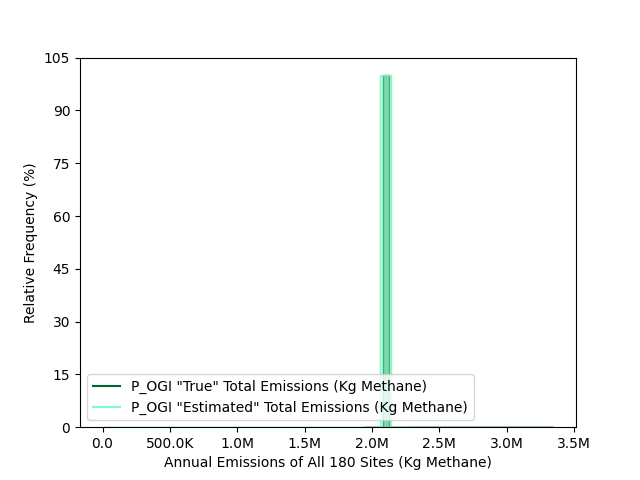 105
90
75
60
45
30
15
0
Relative Frequency (%)
P_OGI "True" Total Emissions (Kg Methane)
P_OGI "Estimated" Total Emissions (Kg Methane)
0.0 500.0K 1.0M 1.5M 2.0M 2.5M 3.0M 3.5M
Annual Emissions of All 180 Sites (Kg Methane)